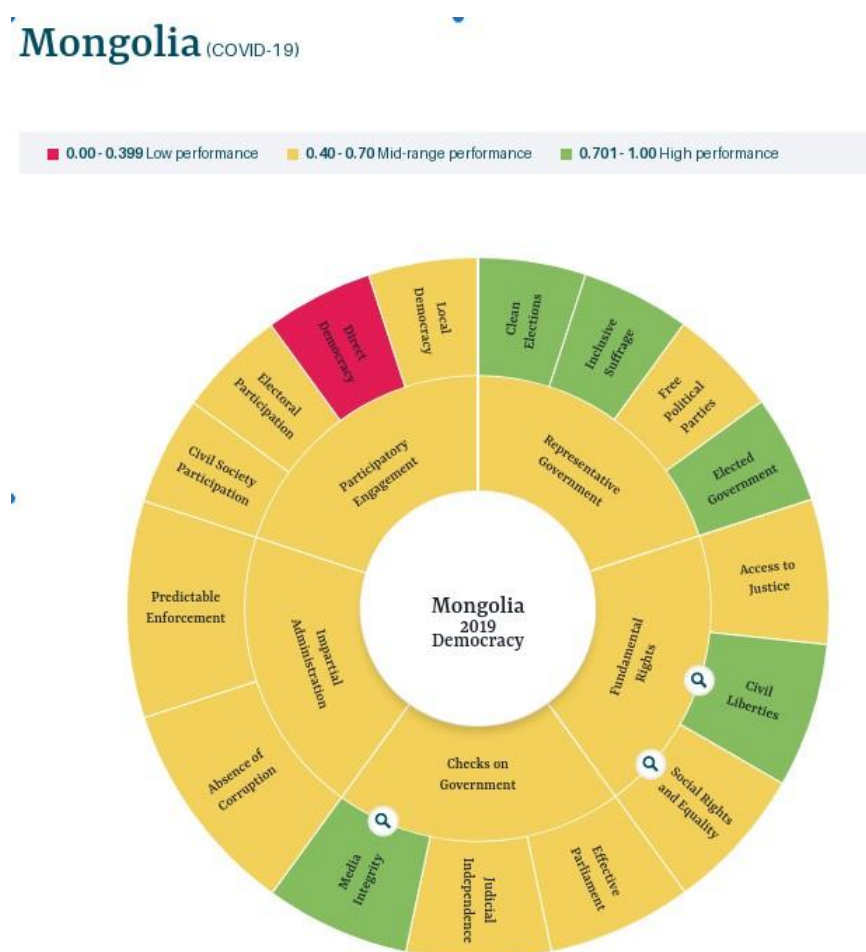 Mongolia (COVID-19)
0.00 - 0.399 Low performance 0.40 - 0.70 Mid-range performance 0.701 - 1.00 High performance
Local
Democracy
Clean
Elections
Inclusive
Suffrage
Free
Political
Parties
Elected
Government
Representative
Government
Access to
Justice
Civil
Liberties
Social Rights
and Equality
Fundamental
Rights
Effective
Parliament
Judicial
Independence
Media
Integrity
Checks on
Government
Absence of
Corruption
Predictable
Enforcement
Impartial
Administration
Civil Society
Participation
Electoral
Participation
Direct
Democracy
Participatory
Engagement
Mongolia
2019
Democracy